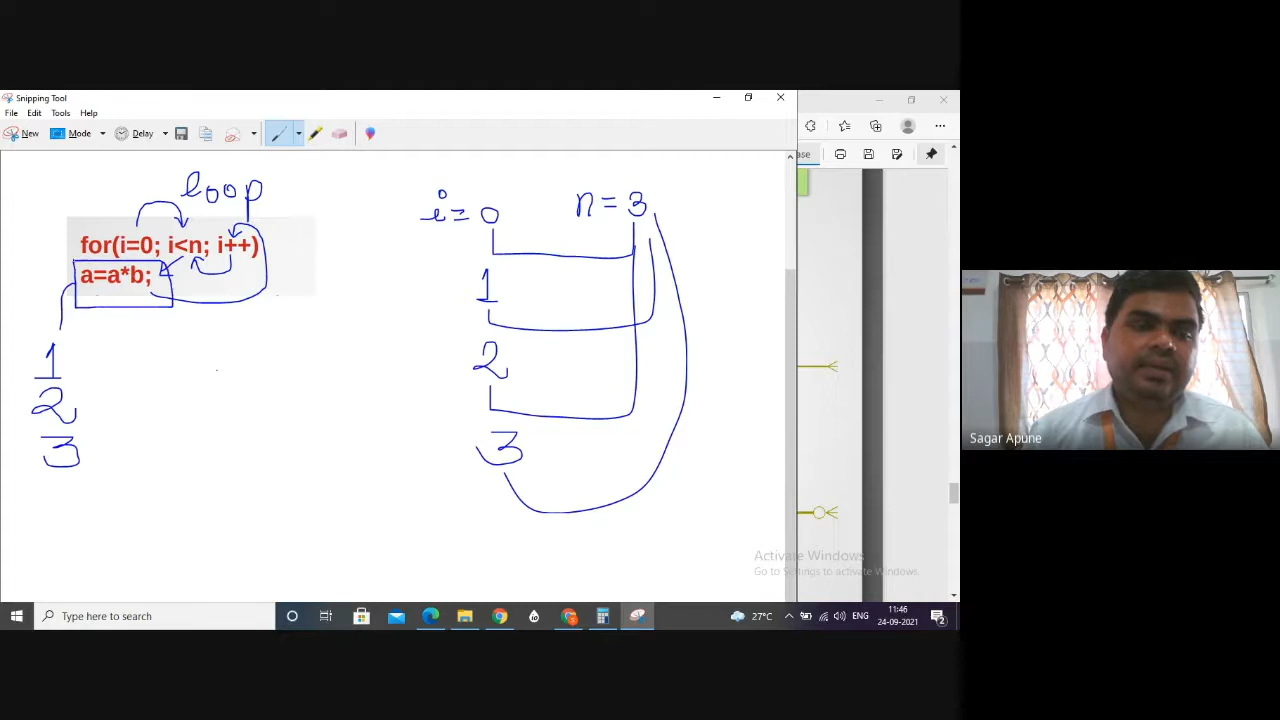 Snipping Tool
File Edit Tools Help
New Mode Delay
ase
loop
for(i=0; i<n; i++)
a=a*b;
1
2
3
i=0 n=3
1
2
3
Sagar Apune
Activate Windows
Go to Settings to activate Windows.
Type here to search
27°C
ENG
11:46
24-09-2021
2